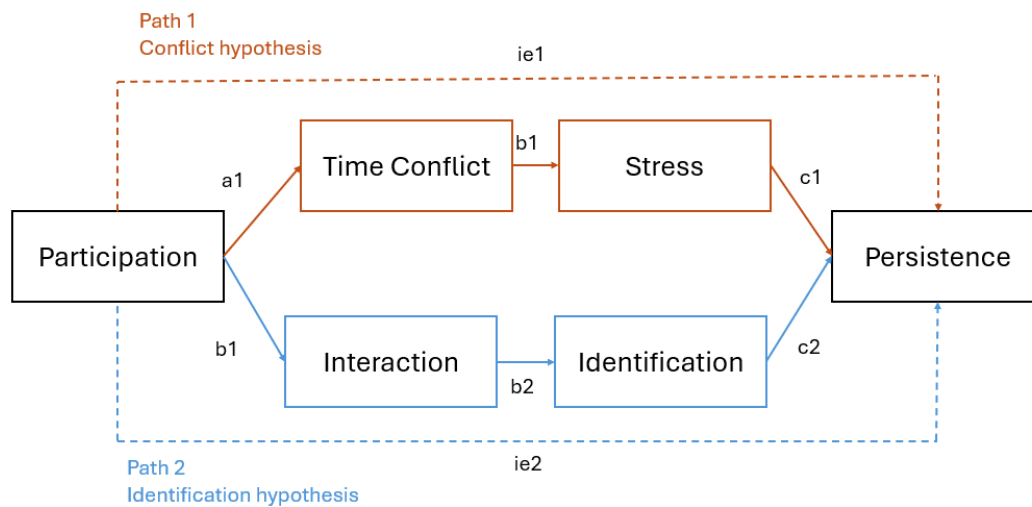 Path 1
Conflict hypothesis
ie1
Time Conflict
b1
Stress
a1
c1
Participation
Persistence
b1
Interaction
b2
Identification
c2
ie2
Path 2
Identification hypothesis